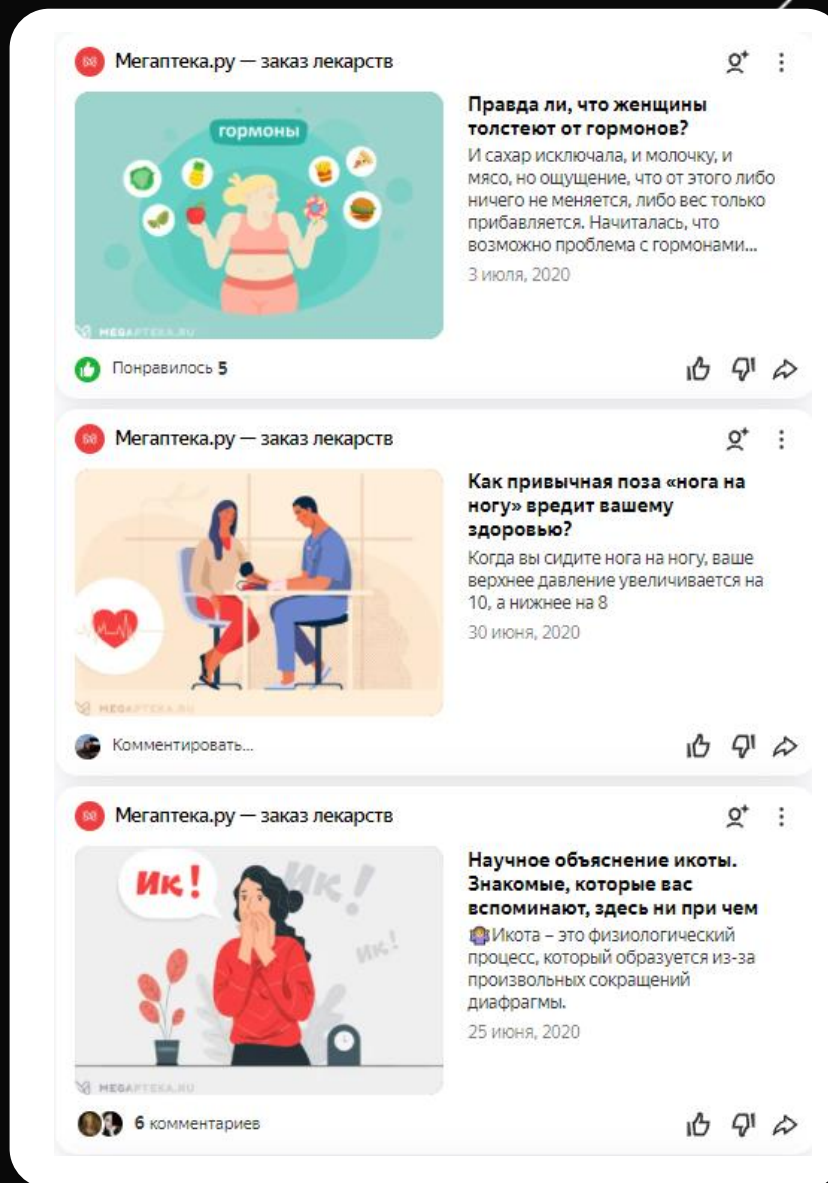 Мегаптека.ру — заказ лекарств
гормоны
MEGAPTEKA.RU
Правда ли, что женщины
толстеют от гормонов?
И сахар исключала, и молочку, и
мясо, но ощущение, что от этого либо
ничего не меняется, либо вес только
прибавляется. Начиталась, что
возможно проблема с гормонами...
3 июля, 2020
Понравилось 5
Мегаптека.ру — заказ лекарств
MEGAPTEKA.RU
Как привычная поза «нога на
ногу» вредит вашему
здоровью?
Когда вы сидите нога на ногу, ваше
верхнее давление увеличивается на
10, а нижнее на 8
30 июня, 2020
Комментировать...
Мегаптека.ру — заказ лекарств
Ик!
Ик!
Ик!
MEGAPTEKA.RU
Научное объяснение икоты.
Знакомые, которые вас
вспоминают, здесь ни при чем
Икота – это физиологический
процесс, который образуется из-за
произвольных сокращений
диафрагмы.
25 июня, 2020
6 комментариев